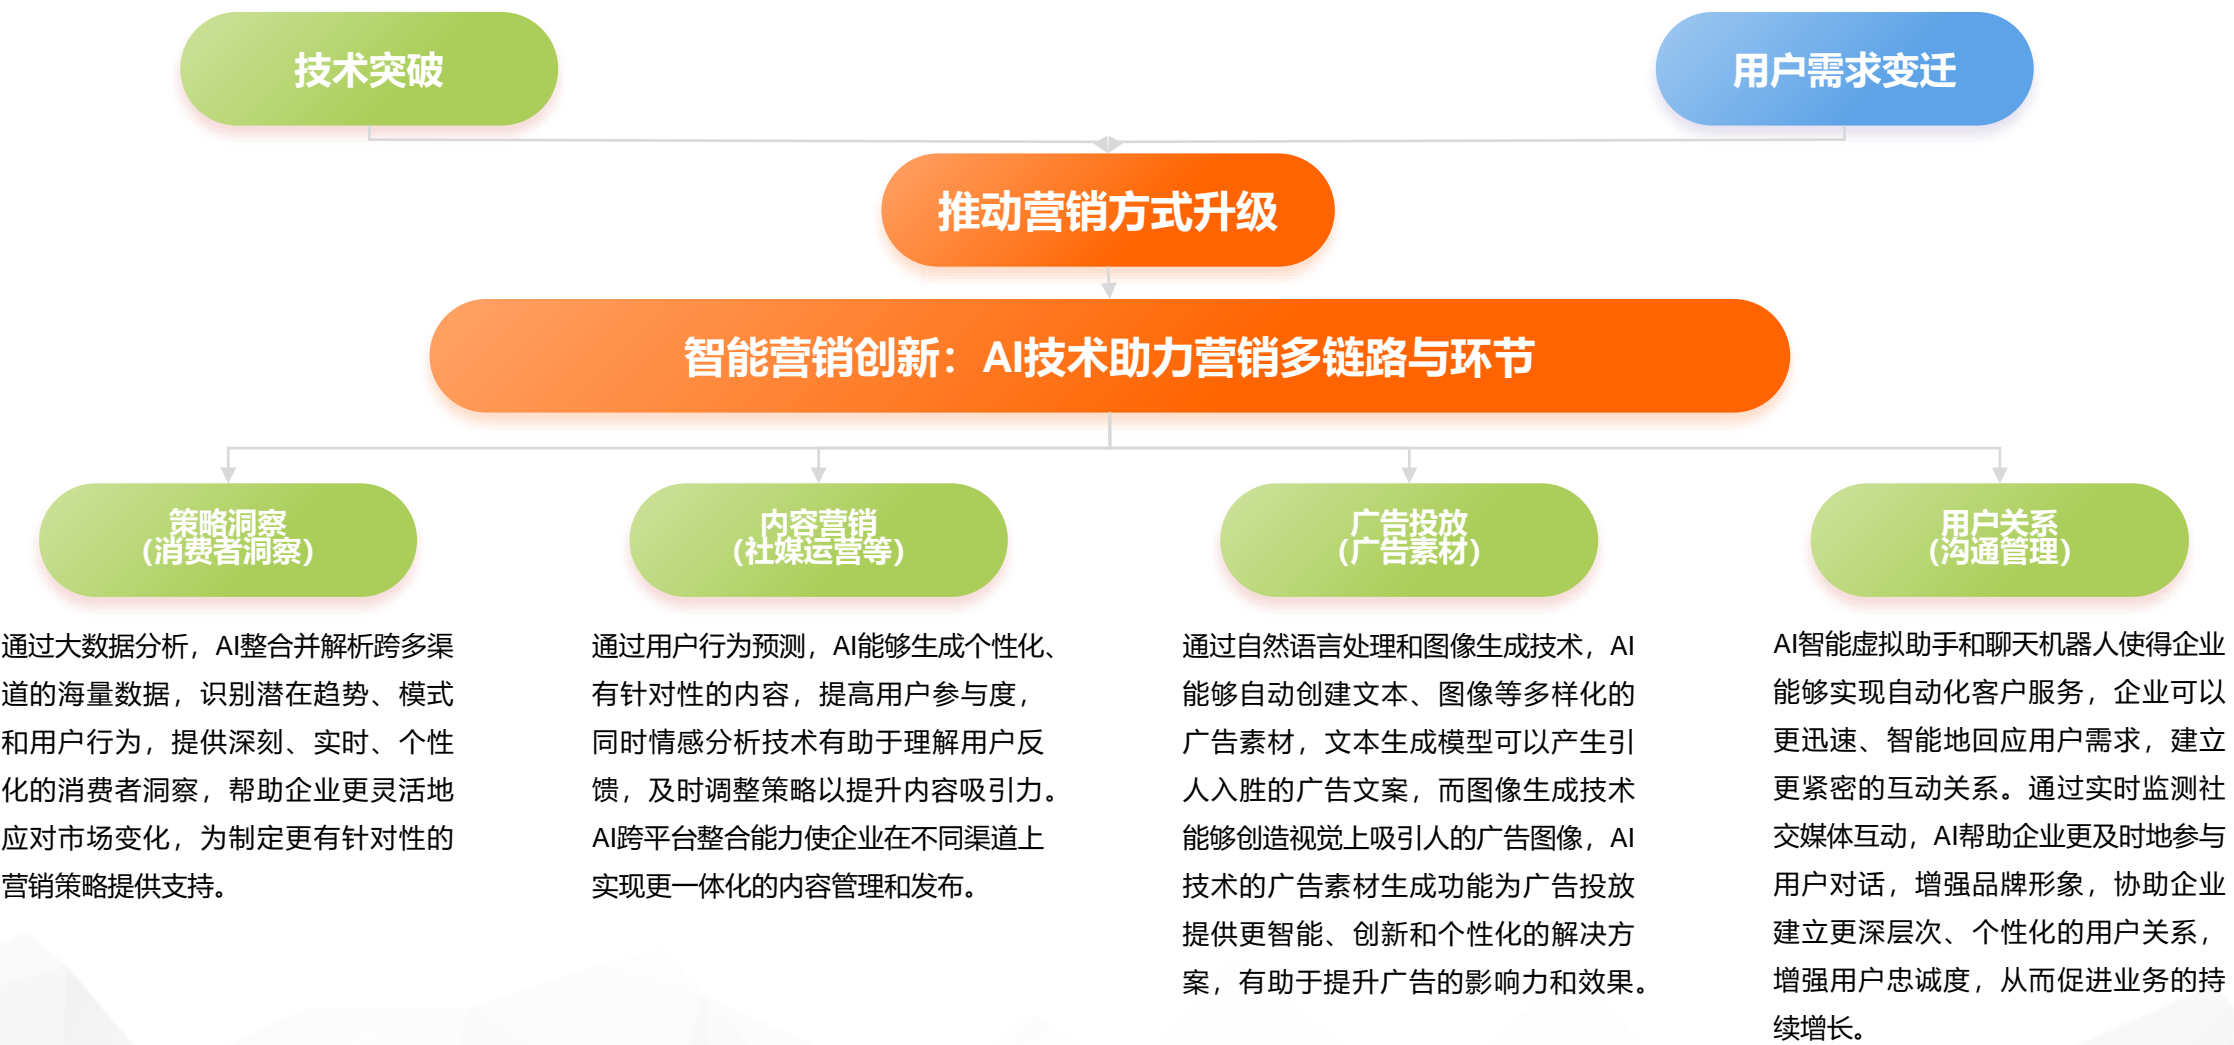 技术突破
用户需求变迁
推动营销方式升级
智能营销创新：AI技术助力营销多链路与环节
策略洞察
（消费者洞察）
通过大数据分析，AI整合并解析跨多渠
道的海量数据，识别潜在趋势、模式
和用户行为，提供深刻、实时、个性
化的消费者洞察，帮助企业更灵活地
应对市场变化，为制定更有针对性的
营销策略提供支持。
内容营销
（社媒运营等）
通过用户行为预测，AI能够生成个性化、
有针对性的内容，提高用户参与度，
同时情感分析技术有助于理解用户反
馈，及时调整策略以提升内容吸引力。
AI跨平台整合能力使企业在不同渠道上
实现更一体化的内容管理和发布。
广告投放
（广告素材）
通过自然语言处理和图像生成技术，AI
能够自动创建文本、图像等多样化的
广告素材，文本生成模型可以产生引
人入胜的广告文案，而图像生成技术
能够创造视觉上吸引人的广告图像，AI
技术的广告素材生成功能为广告投放
提供更智能、创新和个性化的解决方
案，有助于提升广告的影响力和效果。
用户关系
（沟通管理）
AI智能虚拟助手和聊天机器人使得企业
能够实现自动化客户服务，企业可以
更迅速、智能地回应用户需求，建立
更紧密的互动关系。通过实时监测社
交媒体互动，AI帮助企业更及时地参与
用户对话，增强品牌形象，协助企业
建立更深层次、个性化的用户关系，
增强用户忠诚度，从而促进业务的持
续增长。